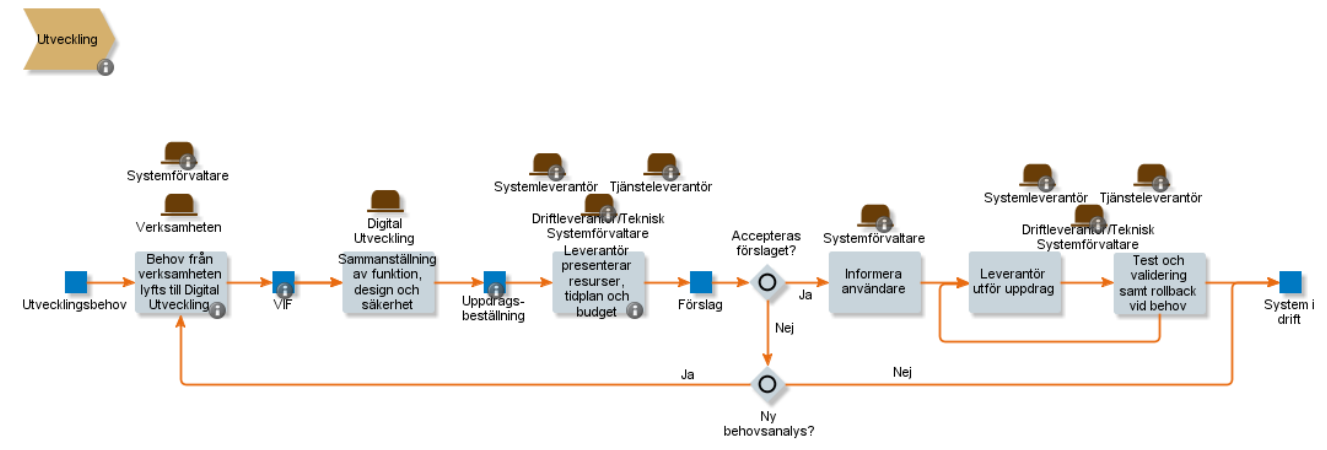 Utveckling
Systemförvaltare
Verksamheten
Utvecklingsbehov
Behov från
verksamheten
lyfts till Digital
Utveckling
VIF
Digital
Utveckling
Sammanställning
av funktion,
design och
säkerhet
Uppdrags-
beställning
Systemleverantör
Tjänsteleverantör
Driftleverantör/Teknisk
Systemförvaltare
Leverantör
presenterar
resurser,
tidplan och
budget
Förslag
Accepteras
förslaget?
Ja
Nej
Systemförvaltare
Informera
användare
Systemleverantör
Tjänsteleverantör
Driftleverantör/Teknisk
Systemförvaltare
Leverantör
utför uppdrag
Test och
validering
samt rollback
vid behov
System i
drift
Ja
Nej
Ny
behovsanalys?